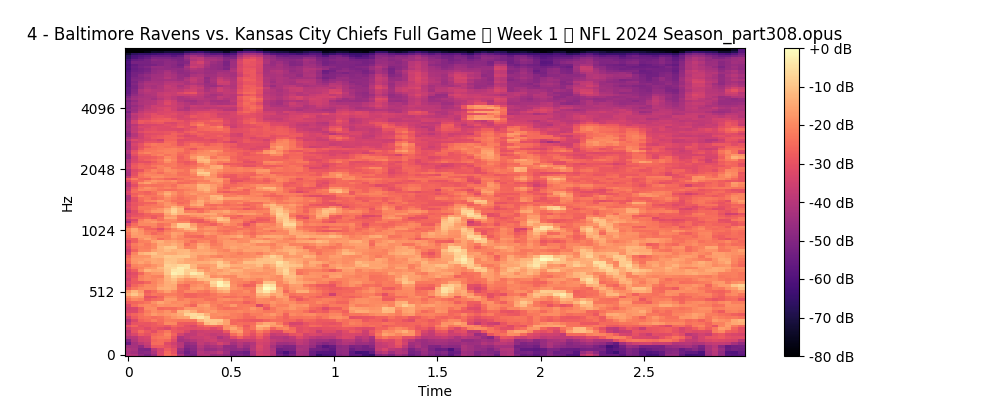 4 - Baltimore Ravens vs. Kansas City Chiefs Full Game ▯ Week 1 ▯ NFL 2024 Season_part308.opus
+0 dB
-10 dB
-20 dB
-30 dB
-40 dB
-50 dB
-60 dB
-70 dB
-80 dB
Hz
4096
2048
1024
512
0
0
0.5
1
1.5
2
2.5
Time